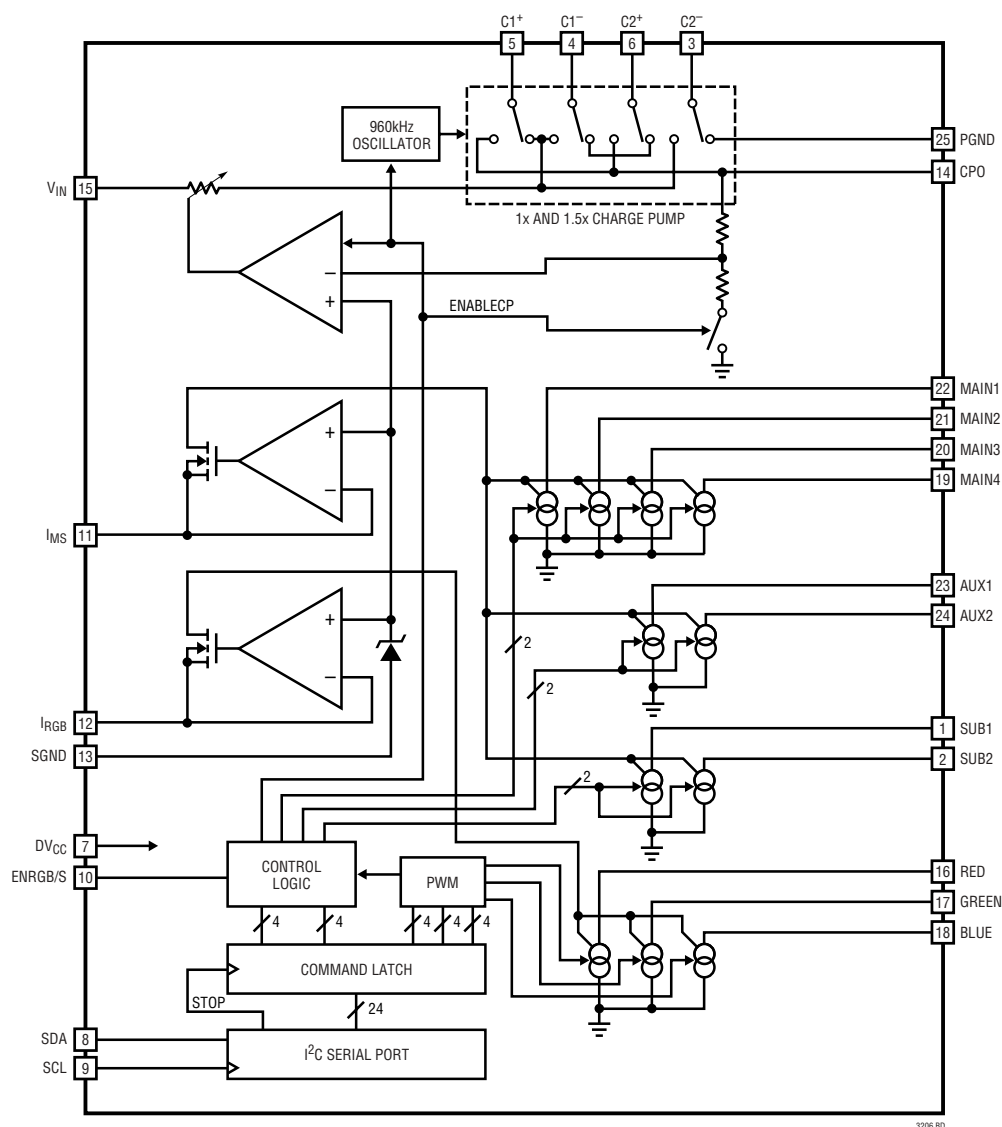 C1+ C1– C2+ C2–
5 4 6 3
960kHz
OSCILLATOR
25 PGND
14 CPO
VIN 15
1x AND 1.5x CHARGE PUMP
–
+
ENABLECP
22 MAIN1
21 MAIN2
20 MAIN3
19 MAIN4
+
–
IMS 11
23 AUX1
24 AUX2
+
2
–
2
IRGB 12
SGND 13
1 SUB1
2 SUB2
2
DVCC 7
ENRGB/S 10
CONTROL
LOGIC
PWM
16 RED
17 GREEN
18 BLUE
4 4 4 4 4
COMMAND LATCH
STOP
24
SDA 8
SCL 9
I2C SERIAL PORT
3206 BD